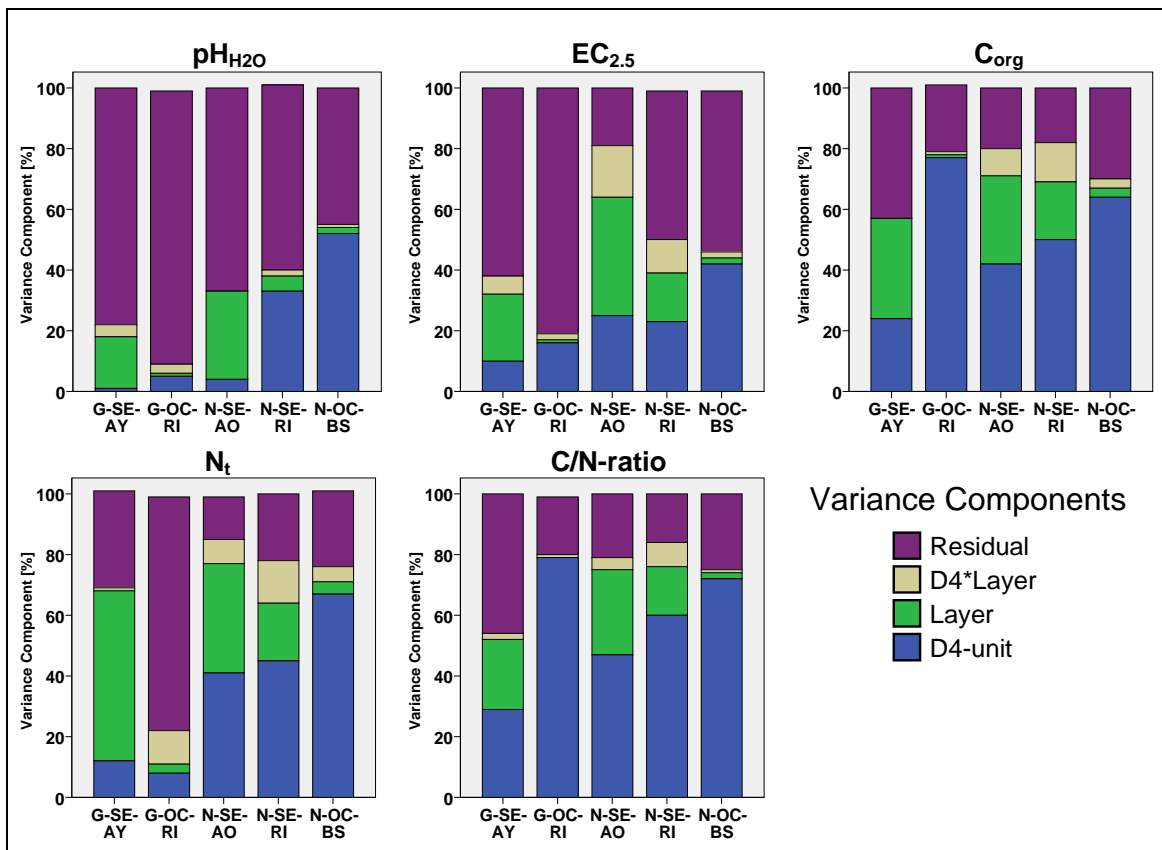 pHH2O
Variance Component [%]
100
80
60
40
20
0
G-SE-AY
G-OC-RI
N-SE-AO
N-SE-RI
N-OC-BS
EC2.5
Variance Component [%]
100
80
60
40
20
0
G-SE-AY
G-OC-RI
N-SE-AO
N-SE-RI
N-OC-BS
Corg
Variance Component [%]
100
80
60
40
20
0
G-SE-AY
G-OC-RI
N-SE-AO
N-SE-RI
N-OC-BS
Nt
Variance Component [%]
100
80
60
40
20
0
G-SE-AY
G-OC-RI
N-SE-AO
N-SE-RI
N-OC-BS
C/N-ratio
Variance Component [%]
100
80
60
40
20
0
G-SE-AY
G-OC-RI
N-SE-AO
N-SE-RI
N-OC-BS
Variance Components
Residual
D4*Layer
Layer
D4-unit